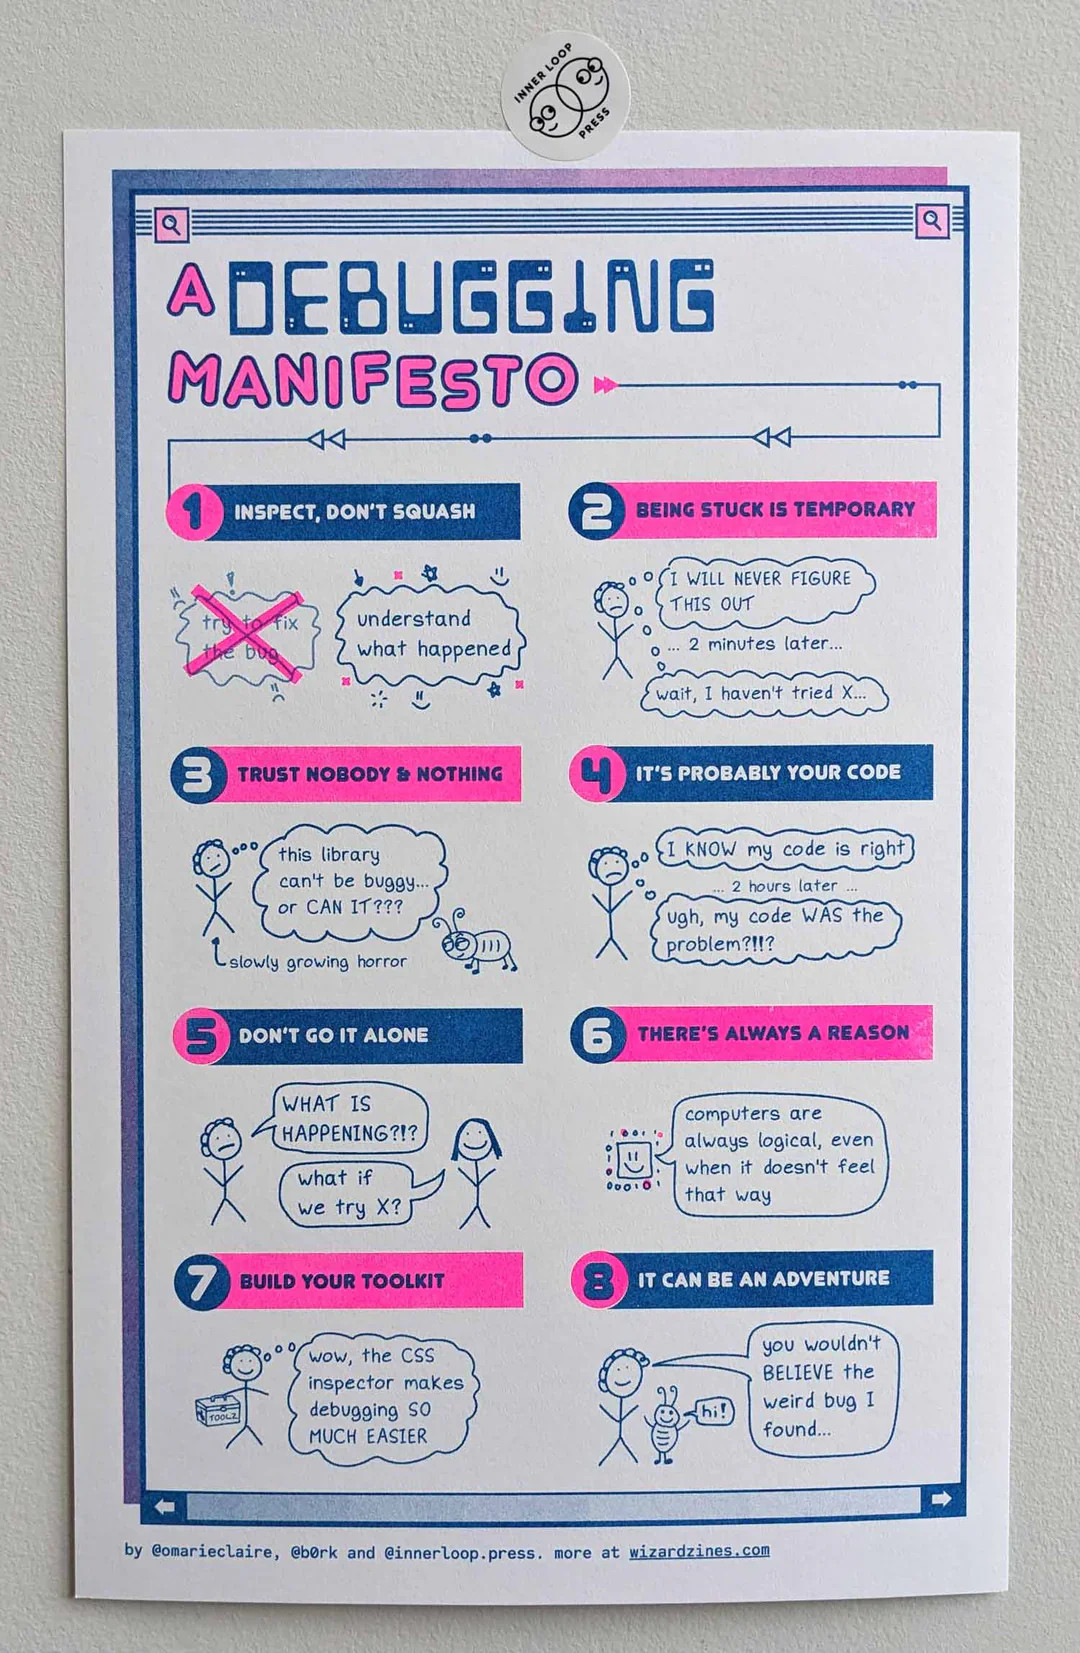 INNER LOOP
PRESS
A DEBUGGING
MANIFESTO
1 INSPECT, DON'T SQUASH
try to fix
the bug
understand
what happened
2 BEING STUCK IS TEMPORARY
I WILL NEVER FIGURE
THIS OUT
... 2 minutes later...
wait, I haven't tried X...
3 TRUST NOBODY & NOTHING
this library
can't be buggy...
or CAN IT???
slowly growing horror
4 IT'S PROBABLY YOUR CODE
I KNOW my code is right
... 2 hours later ...
ugh, my code WAS the
problem?!!?
5 DON'T GO IT ALONE
WHAT IS
HAPPENING?!?
what if
we try X?
6 THERE'S ALWAYS A REASON
computers are
always logical, even
when it doesn't feel
that way
7 BUILD YOUR TOOLKIT
wow, the CSS
inspector makes
debugging SO
MUCH EASIER
TOOLZ
8 IT CAN BE AN ADVENTURE
you wouldn't
BELIEVE the
weird bug I
found...
hi!
by @omarieclaire, @b0rk and @innerloop.press. more at wizardzines.com